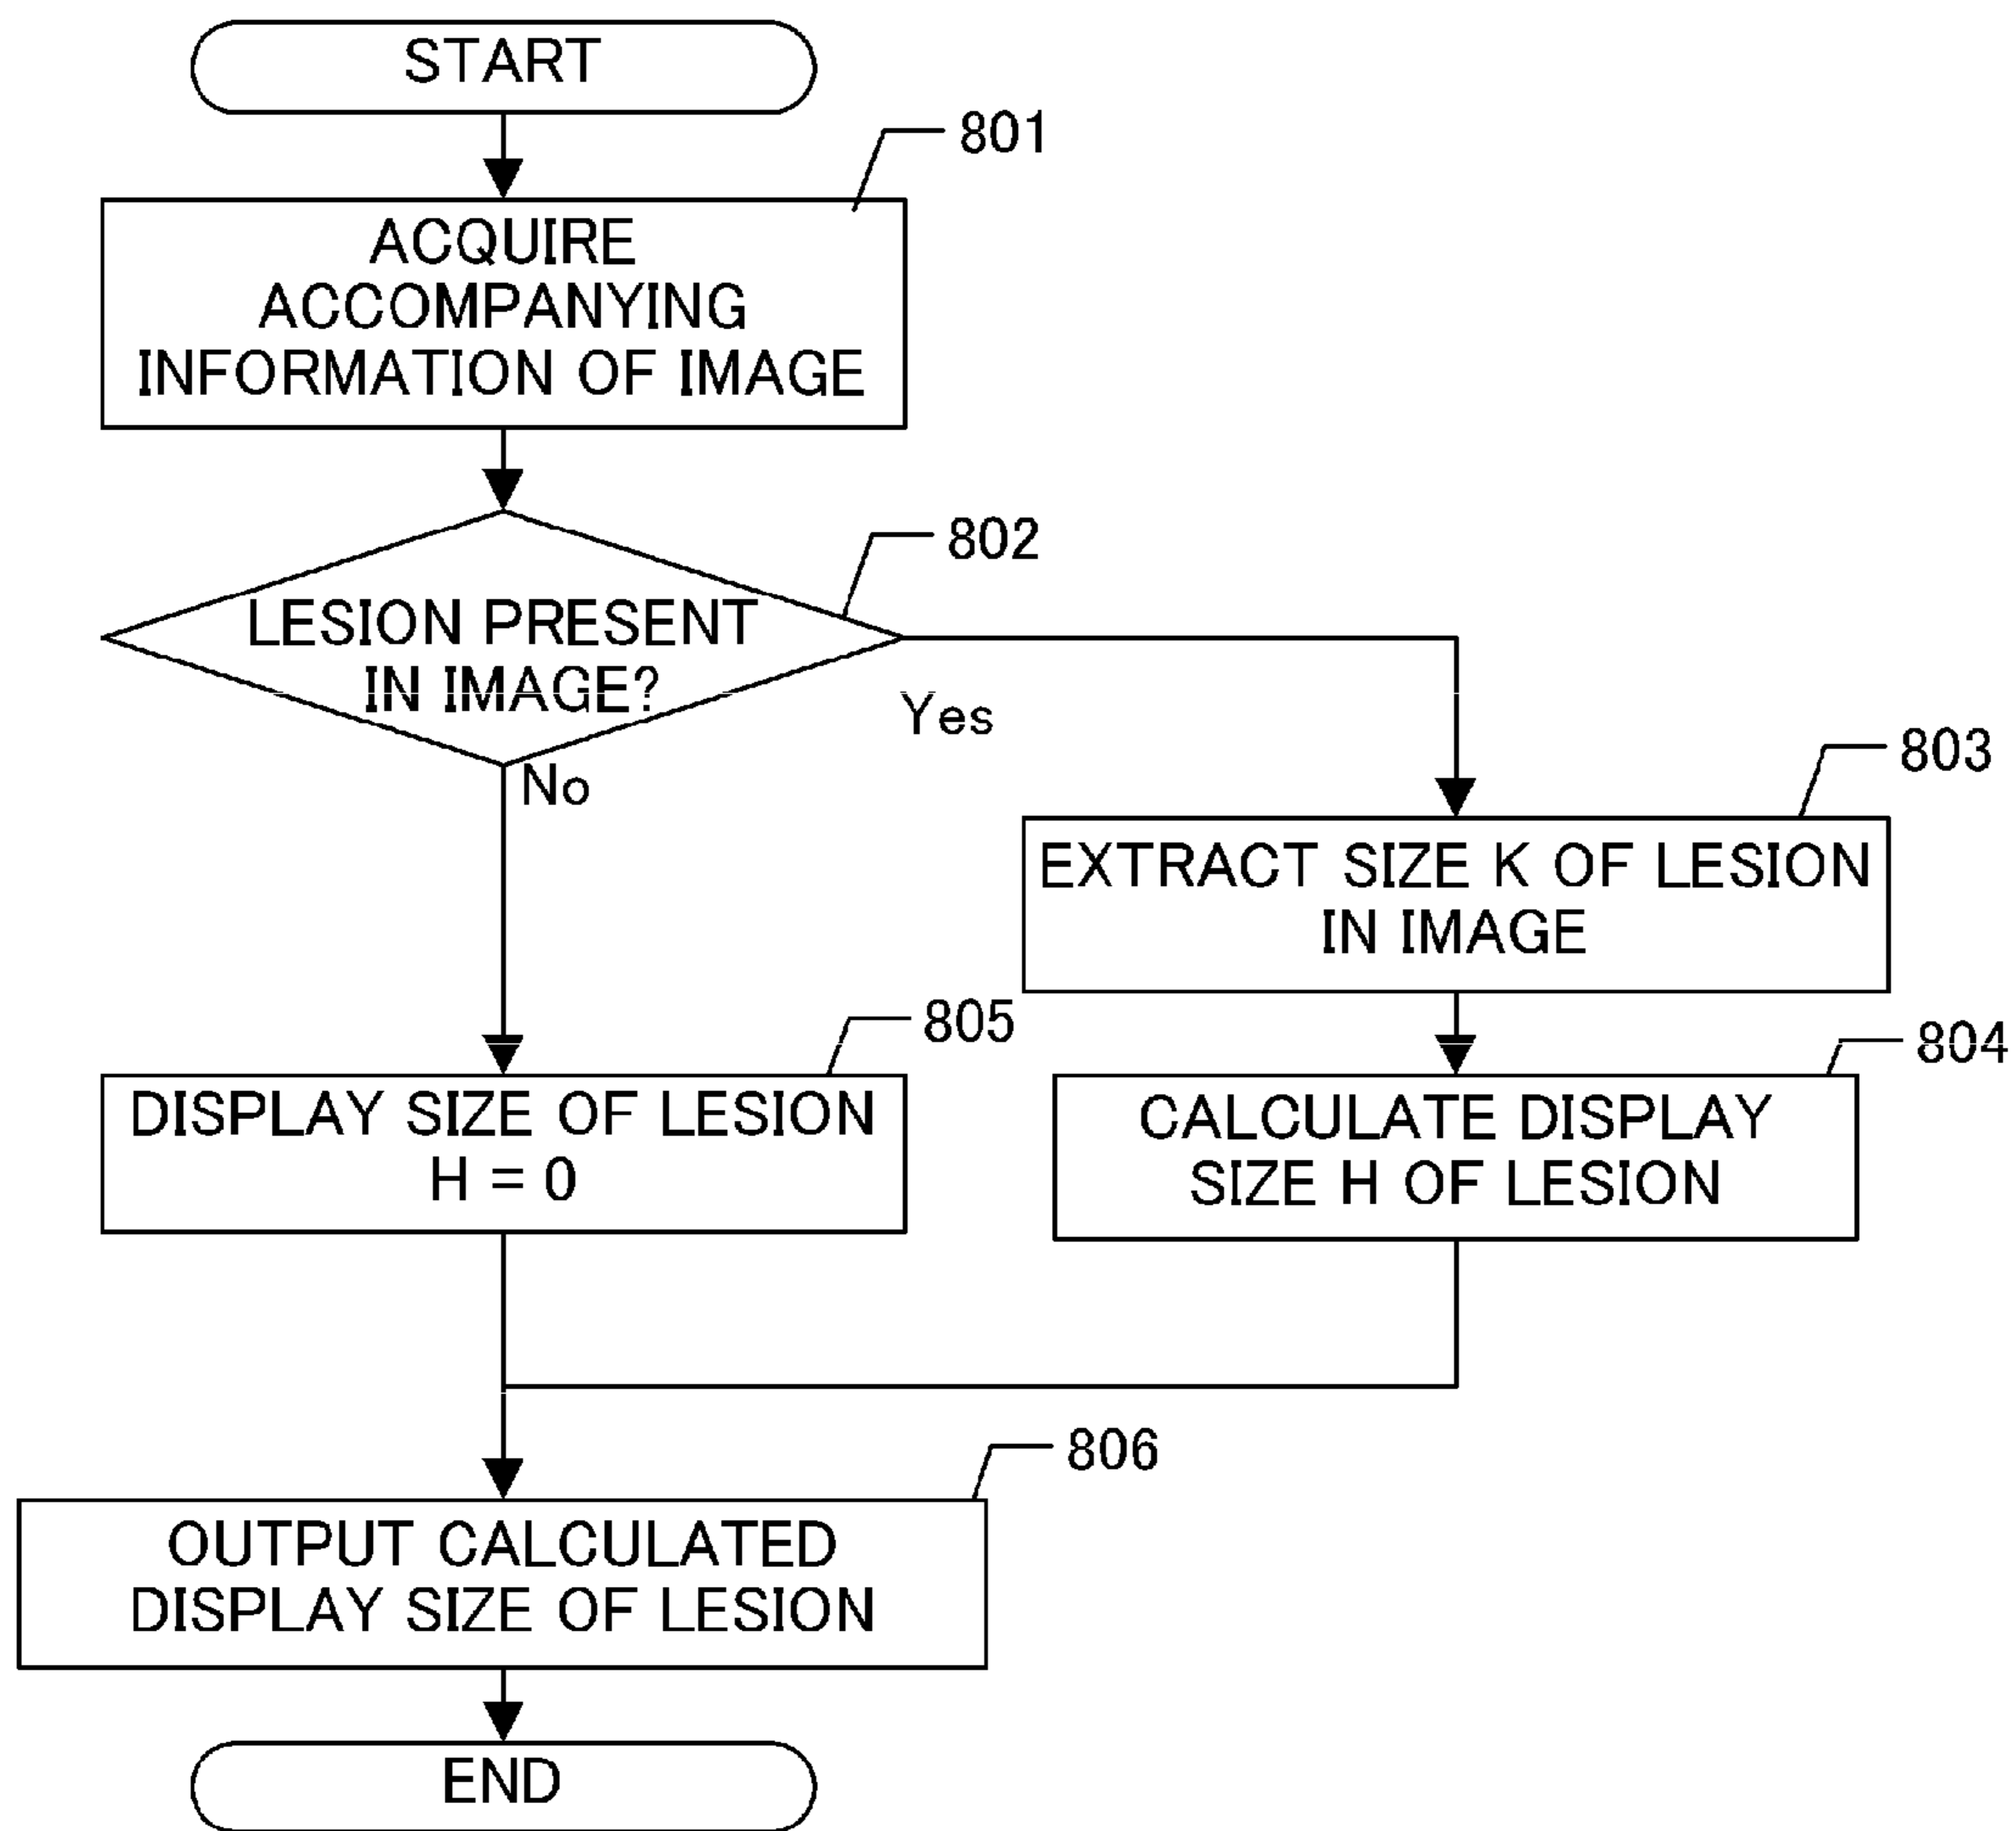 START
801
ACQUIRE
ACCOMPANYING
INFORMATION OF IMAGE
802
LESION PRESENT
IN IMAGE?
Yes
No
803
EXTRACT SIZE K OF LESION
IN IMAGE
805
DISPLAY SIZE OF LESION
H = 0
804
CALCULATE DISPLAY
SIZE H OF LESION
806
OUTPUT CALCULATED
DISPLAY SIZE OF LESION
END